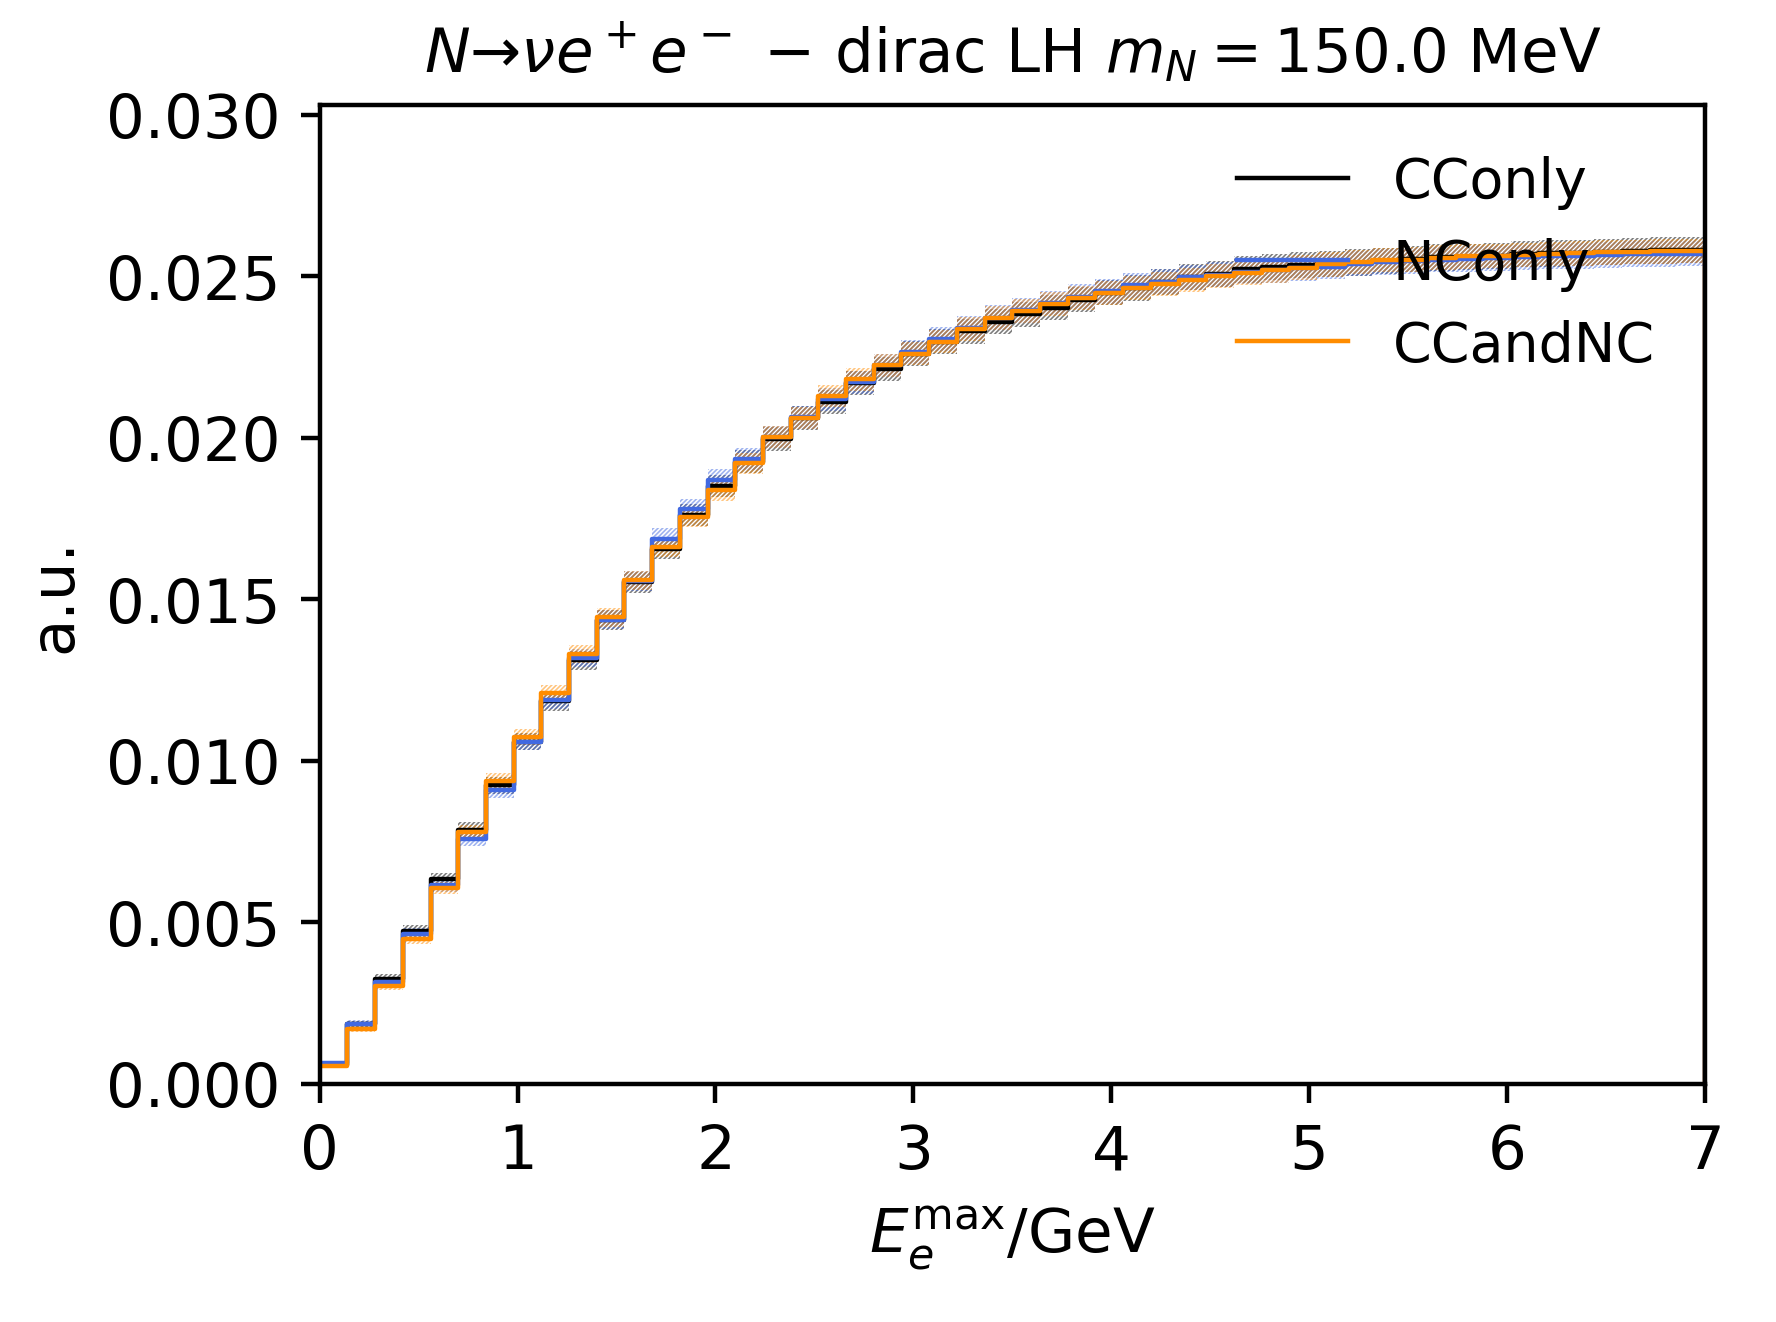 N→νe⁺e⁻ − dirac LH m_N = 150.0 MeV
0.030
0.025
0.020
0.015
0.010
0.005
0.000
a.u.
CConly
NConly
CCandNC
0 1 2 3 4 5 6 7
E_e^max/GeV